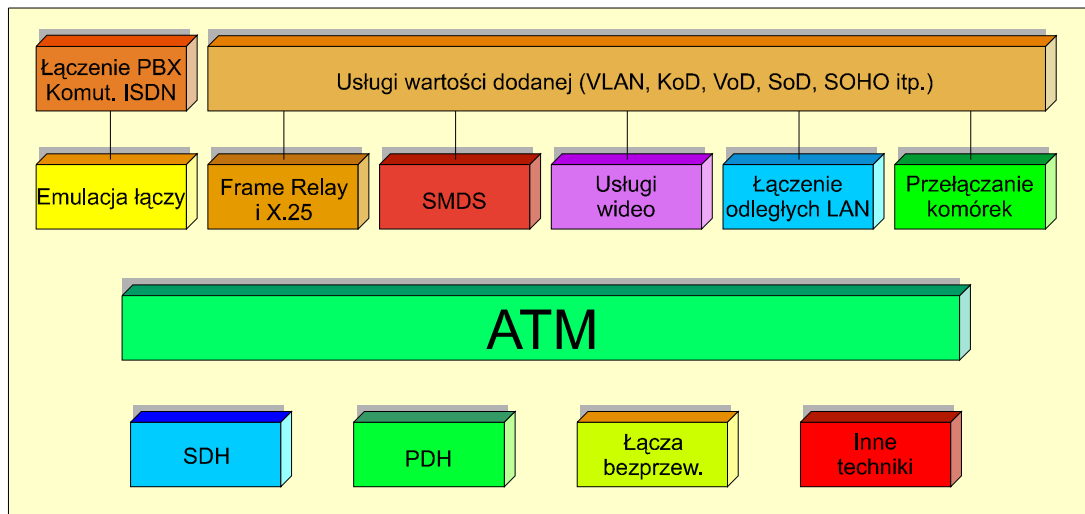 Łączenie PBX
Komut. ISDN
Usługi wartości dodanej (VLAN, KoD, VoD, SoD, SOHO itp.)
Emulacja łączy
Frame Relay
i X.25
SMDS
Usługi
wideo
Łączenie
odległych LAN
Przełączanie
komórek
ATM
SDH
PDH
Łącza
bezprzew.
Inne
techniki